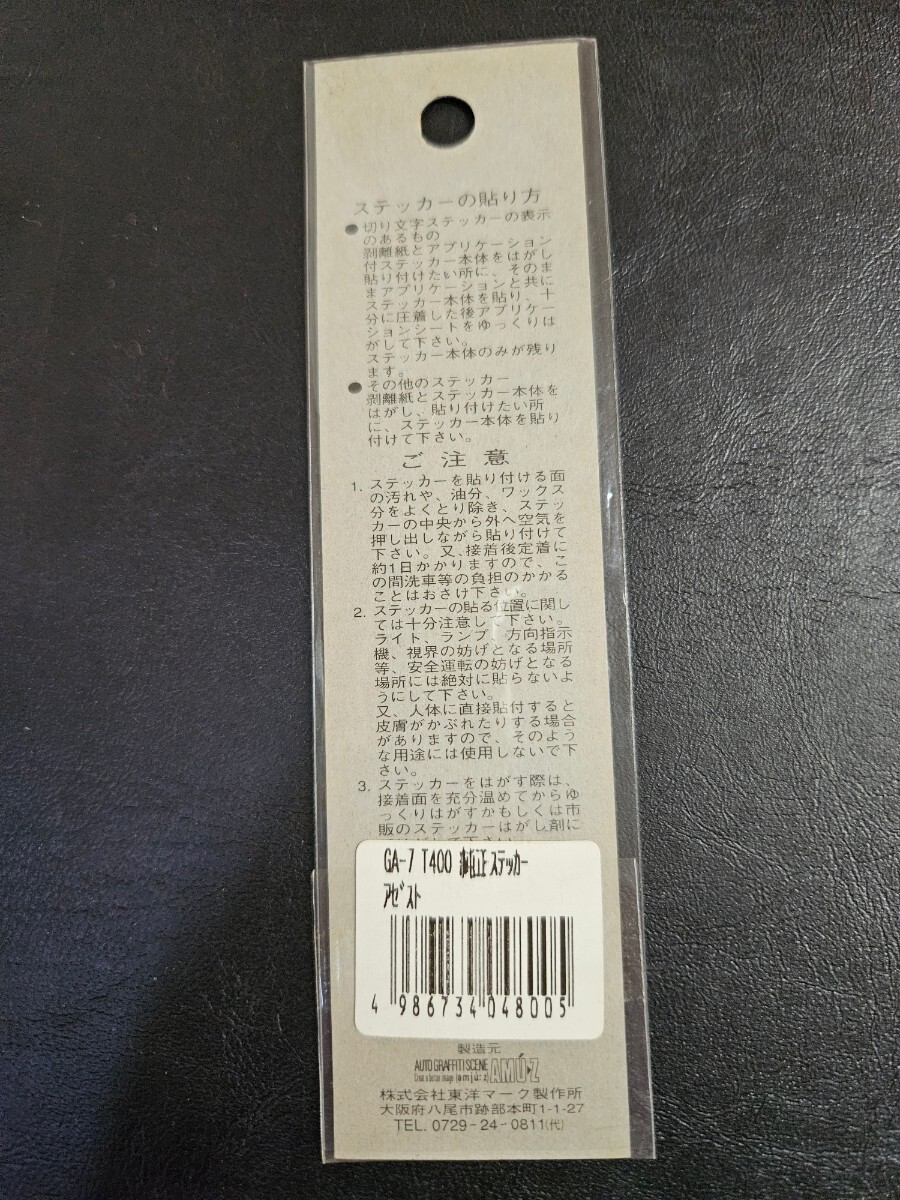 ステッカーの貼り方
●切り文字ステッカーの表示
のあるもの
剥離紙とアプリケーション
付ステッカー本体をはがし
貼り付けたい所に、そのま
まアプリケーションと共に
ステッカー本体を貼り、十
分に圧着した後アプリケー
ションシートをゆっくりは
がして下さい。
ステッカー本体のみが残り
ます。
●その他のステッカー
剥離紙とステッカー本体を
はがし、貼り付けたい所
に、ステッカー本体を貼り
付けて下さい。
ご注意
1. ステッカーを貼り付ける面
の汚れや、油分、ワックス
分をよくとり除き、ステッ
カーの中央から外へ空気を
押し出しながら貼り付けて
下さい。又、接着後定着に
約1日かかりますので、こ
の間洗車等の負担のかかる
ことはおさけ下さい。
2. ステッカーの貼る位置に関し
ては十分注意して下さい。
ライト、ランプ、方向指示
機、視界の妨げとなる場所
等、安全運転の妨げとなる
場所には絶対に貼らないよ
うにして下さい。
又、人体に直接貼付すると
皮膚がかぶれたりする場合
がありますので、そのよう
な用途には使用しないで下
さい。
3. ステッカーをはがす際は、
接着面を充分温めてからゆ
っくりはがすかもしくは市
販のステッカーはがし剤に
GA-7 T400 純正ステッカー
アゼスト
4 986734 048005
製造元
AUTO GRAFFITI SCENE
AMU・Z
株式会社東洋マーク製作所
大阪府八尾市跡部本町1-1-27
TEL. 0729-24-0811(代)